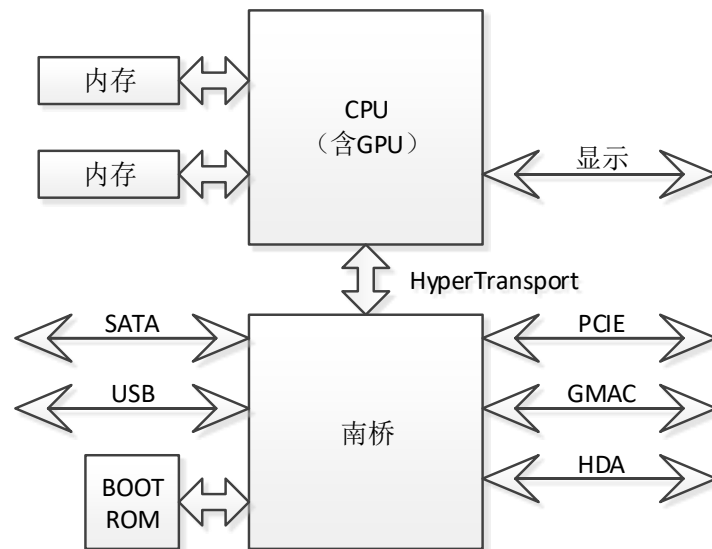 内存
CPU
（含GPU）
内存
显示
HyperTransport
SATA
PCIE
USB
GMAC
南桥
HDA
BOOT
ROM